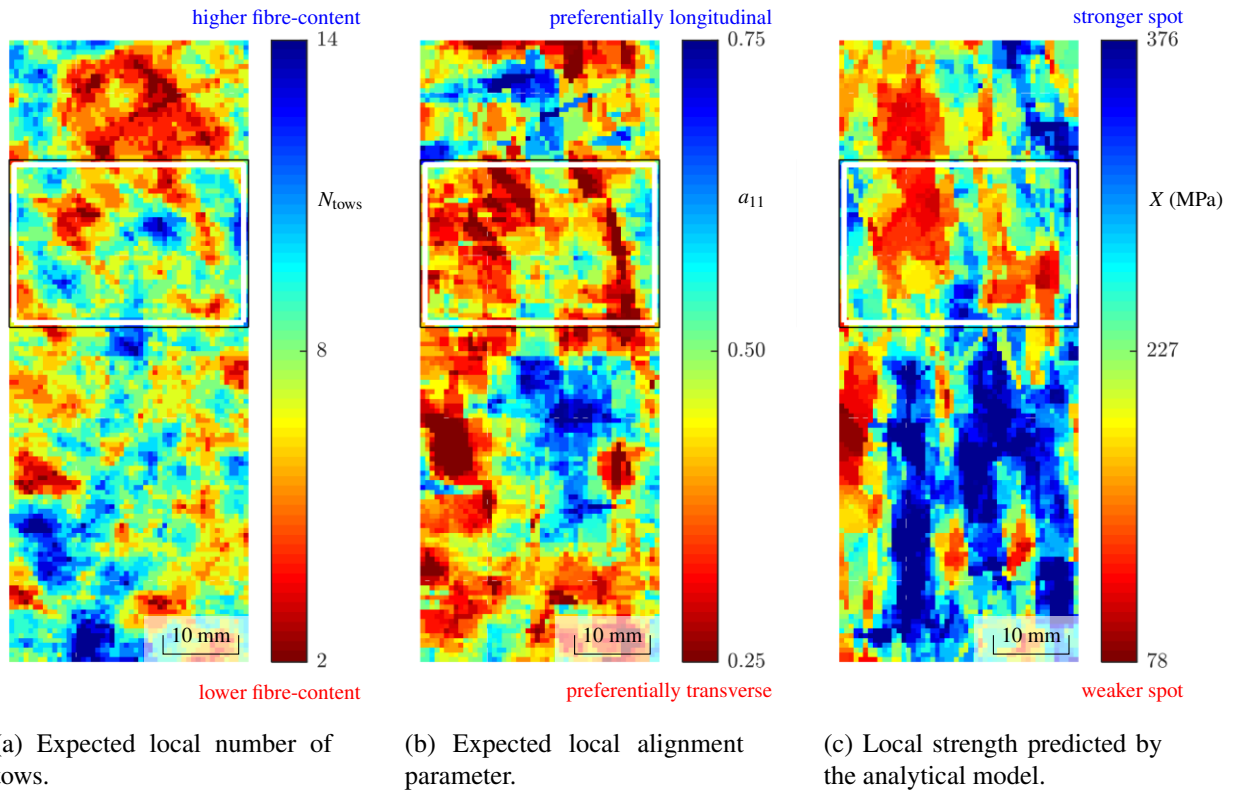 higher fibre-content
preferentially longitudinal
stronger spot
14
0.75
376
N_tows
a_11
X (MPa)
8
0.50
227
10 mm
10 mm
10 mm
2
0.25
78
lower fibre-content
preferentially transverse
weaker spot
a) Expected local number of
ows.
(b) Expected local alignment
parameter.
(c) Local strength predicted by
the analytical model.